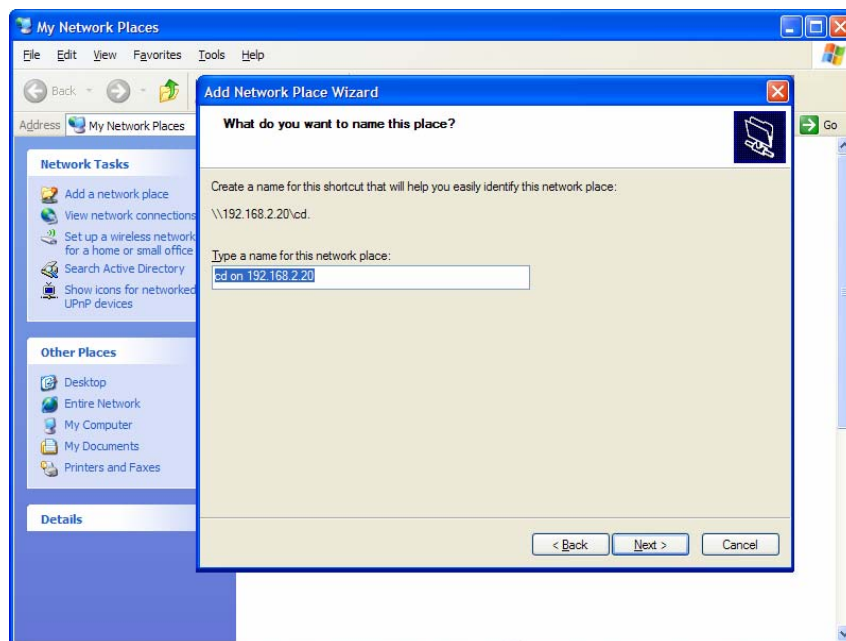 My Network Places
File Edit View Favorites Tools Help
Back
Address My Network Places
Go
Network Tasks
Add a network place
View network connections
Set up a wireless network
for a home or small office
Search Active Directory
Show icons for networked
UPnP devices
Other Places
Desktop
Entire Network
My Computer
My Documents
Printers and Faxes
Details
Add Network Place Wizard
What do you want to name this place?
Create a name for this shortcut that will help you easily identify this network place:
\\192.168.2.20\cd.
Type a name for this network place:
cd on 192.168.2.20
< Back Next > Cancel